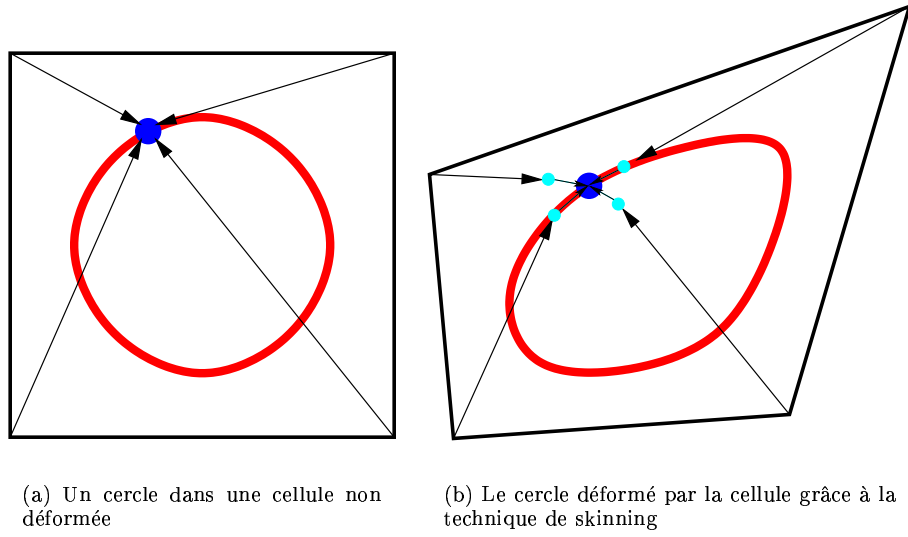 (a) Un cercle dans une cellule non
déformée
(b) Le cercle déformé par la cellule grâce à la
technique de skinning